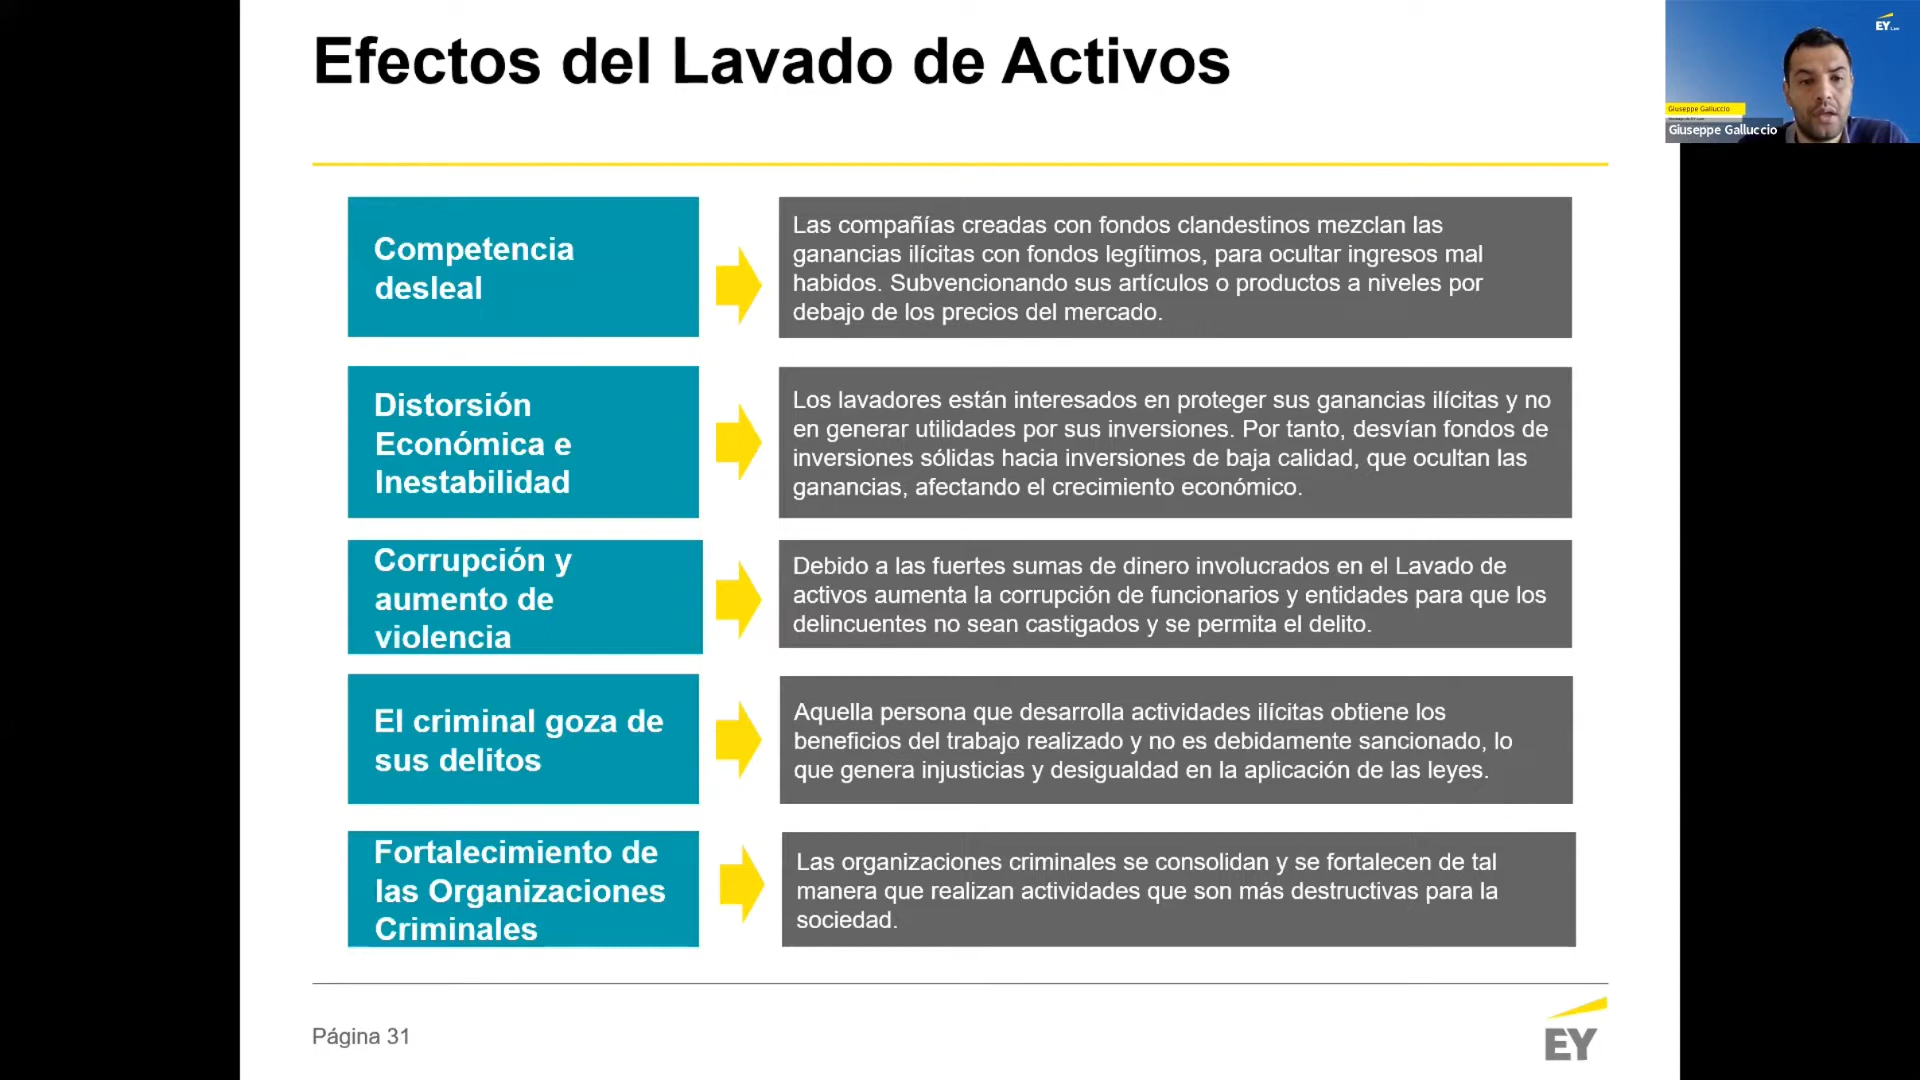 Efectos del Lavado de Activos
EY
Giuseppe Galluccio
Giuseppe Galluccio
Competencia
desleal
Las compañías creadas con fondos clandestinos mezclan las
ganancias ilícitas con fondos legítimos, para ocultar ingresos mal
habidos. Subvencionando sus artículos o productos a niveles por
debajo de los precios del mercado.
Distorsión
Económica e
Inestabilidad
Los lavadores están interesados en proteger sus ganancias ilícitas y no
en generar utilidades por sus inversiones. Por tanto, desvían fondos de
inversiones sólidas hacia inversiones de baja calidad, que ocultan las
ganancias, afectando el crecimiento económico.
Corrupción y
aumento de
violencia
Debido a las fuertes sumas de dinero involucrados en el Lavado de
activos aumenta la corrupción de funcionarios y entidades para que los
delincuentes no sean castigados y se permita el delito.
El criminal goza de
sus delitos
Aquella persona que desarrolla actividades ilícitas obtiene los
beneficios del trabajo realizado y no es debidamente sancionado, lo
que genera injusticias y desigualdad en la aplicación de las leyes.
Fortalecimiento de
las Organizaciones
Criminales
Las organizaciones criminales se consolidan y se fortalecen de tal
manera que realizan actividades que son más destructivas para la
sociedad.
Página 31
EY